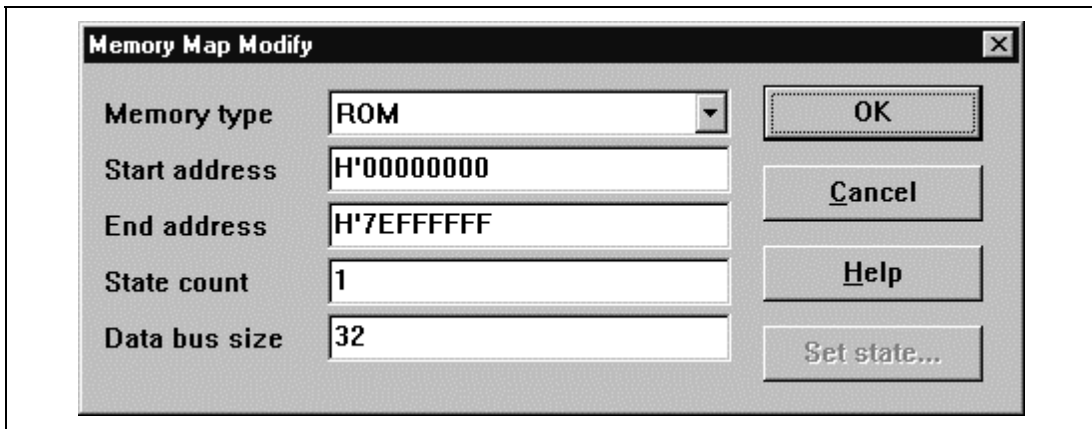 Memory Map Modify
Memory type ROM OK
Start address H'00000000
Cancel
End address H'7EFFFFFF
State count 1 Help
Data bus size 32
Set state...